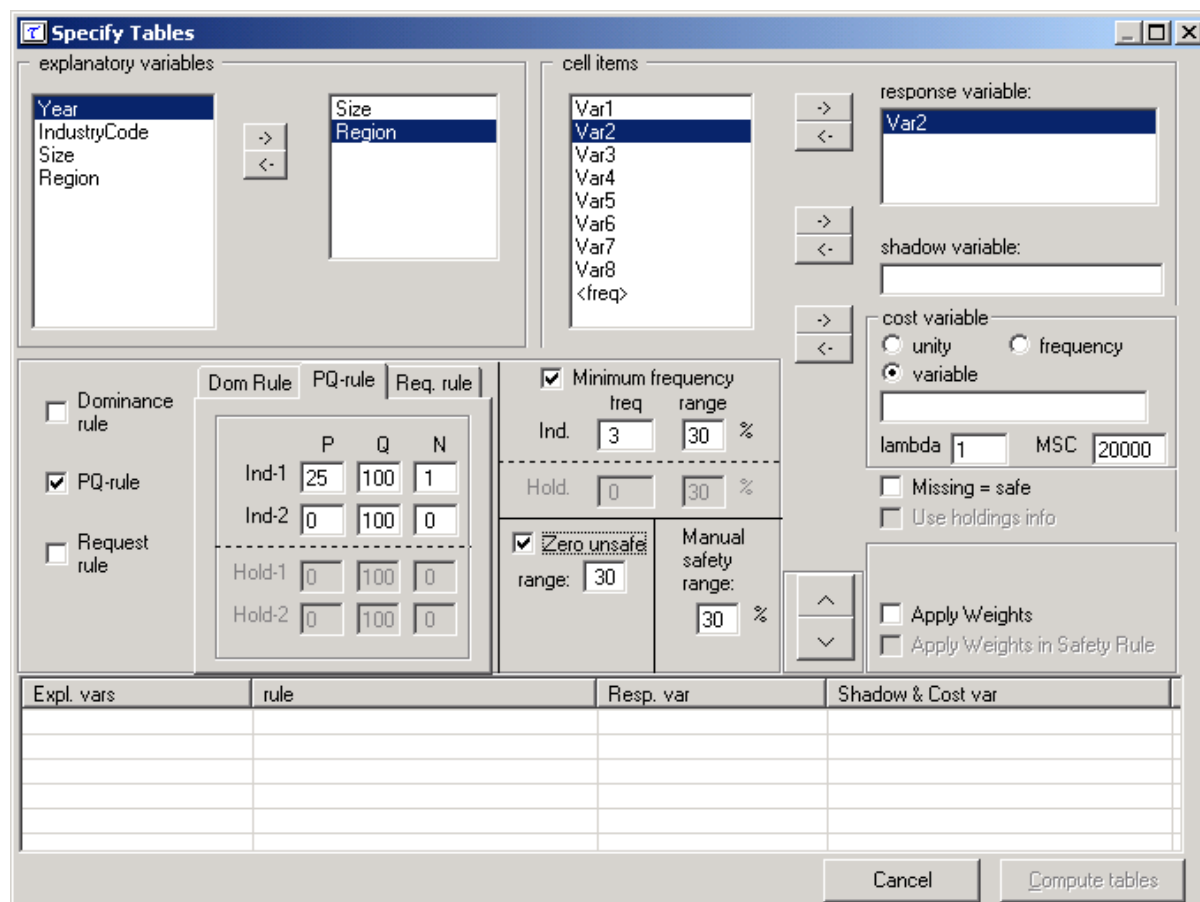 τ Specify Tables
explanatory variables
Year
IndustryCode
Size
Region
->
<-
Size
Region
cell items
Var1
Var2
Var3
Var4
Var5
Var6
Var7
Var8
<freq>
->
<-
->
<-
->
<-
response variable:
Var2
shadow variable:
cost variable
unity
frequency
variable
lambda 1 MSC 20000
Missing = safe
Use holdings info
Apply Weights
Apply Weights in Safety Rule
Dominance
rule
PQ-rule
Request
rule
Dom Rule PQ-rule Req. rule
P Q N
Ind-1 25 100 1
Ind-2 0 100 0
Hold-1 0 100 0
Hold-2 0 100 0
Minimum frequency
freq range
Ind. 3 30 %
Hold. 0 30 %
Zero unsafe
range: 30
Manual
safety
range:
30 %
Expl. vars rule Resp. var Shadow & Cost var
Cancel Compute tables